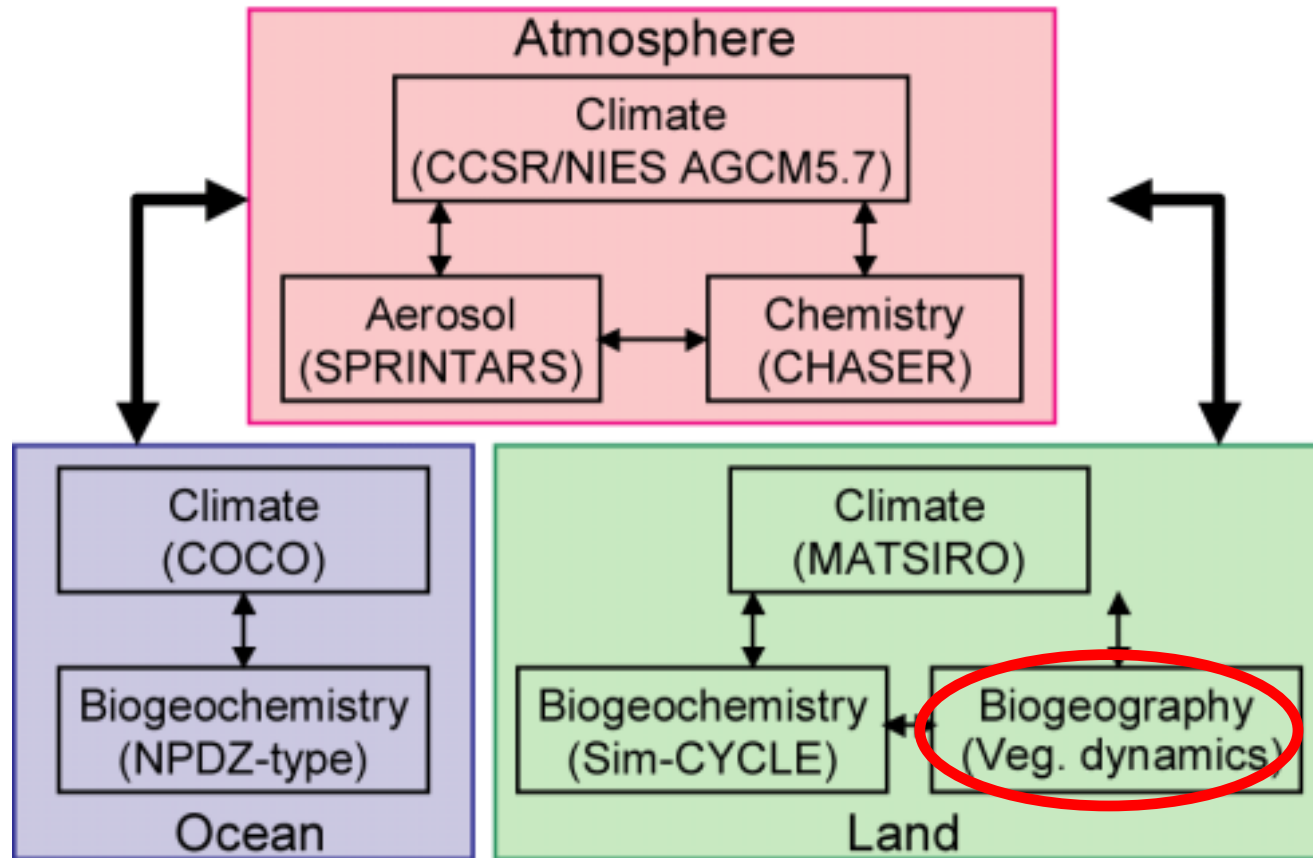 Atmosphere
Climate
(CCSR/NIES AGCM5.7)
Aerosol
(SPRINTARS)
Chemistry
(CHASER)
Climate
(COCO)
Biogeochemistry
(NPDZ-type)
Ocean
Climate
(MATSIRO)
Biogeochemistry
(Sim-CYCLE)
Biogeography
(Veg. dynamics)
Land